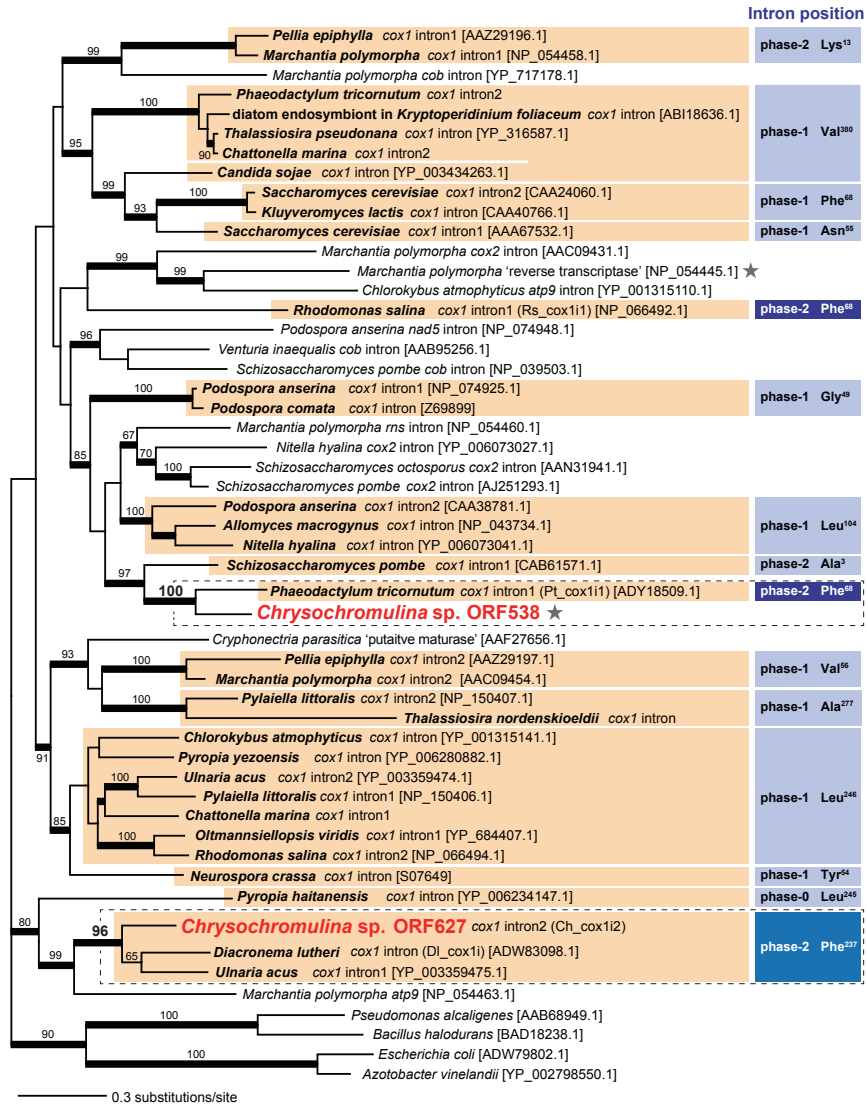 Intron position
Pellia epiphylla cox1 intron1 [AAZ29196.1]
phase-2 Lys13
99
Marchantia polymorpha cox1 intron1 [NP_054458.1]
Marchantia polymorpha cob intron [YP_717178.1]
100
Phaeodactylum tricornutum cox1 intron2
diatom endosymbiont in Kryptoperidinium foliaceum cox1 intron [ABI18636.1]
Thalassiosira pseudonana cox1 intron [YP_316587.1]
phase-1 Val380
95
90
Chattonella marina cox1 intron2
Candida sojae cox1 intron [YP_003434263.1]
99
100
Saccharomyces cerevisiae cox1 intron2 [CAA24060.1]
phase-1 Phe68
93
Kluyveromyces lactis cox1 intron [CAA40766.1]
Saccharomyces cerevisiae cox1 intron1 [AAA67532.1]
phase-1 Asn55
Marchantia polymorpha cox2 intron [AAC09431.1]
99
99
Marchantia polymorpha ‘reverse transcriptase’ [NP_054445.1] ★
Chlorokybus atmophyticus atp9 intron [YP_001315110.1]
Rhodomonas salina cox1 intron1 (Rs_cox1i1) [NP_066492.1]
phase-2 Phe68
96
Podospora anserina nad5 intron [NP_074948.1]
Venturia inaequalis cob intron [AAB95256.1]
Schizosaccharomyces pombe cob intron [NP_039503.1]
100
Podospora anserina cox1 intron1 [NP_074925.1]
phase-1 Gly49
Podospora comata cox1 intron [Z69899]
67
Marchantia polymorpha rns intron [NP_054460.1]
85
70
Nitella hyalina cox2 intron [YP_006073027.1]
100
Schizosaccharomyces octosporus cox2 intron [AAN31941.1]
Schizosaccharomyces pombe cox2 intron [AJ251293.1]
100
Podospora anserina cox1 intron2 [CAA38781.1]
Allomyces macrogynus cox1 intron [NP_043734.1]
phase-1 Leu104
Nitella hyalina cox1 intron [YP_006073041.1]
97
Schizosaccharomyces pombe cox1 intron1 [CAB61571.1]
phase-2 Ala3
100
Phaeodactylum tricornutum cox1 intron1 (Pt_cox1i1) [ADY18509.1]
phase-2 Phe68
Chrysochromulina sp. ORF538 ★
93
Cryphonectria parasitica ‘putaitve maturase’ [AAF27656.1]
100
Pellia epiphylla cox1 intron2 [AAZ29197.1]
phase-1 Val56
Marchantia polymorpha cox1 intron2 [AAC09454.1]
100
Pylaiella littoralis cox1 intron2 [NP_150407.1]
phase-1 Ala277
Thalassiosira nordenskioeldii cox1 intron
91
Chlorokybus atmophyticus cox1 intron [YP_001315141.1]
Pyropia yezoensis cox1 intron [YP_006280882.1]
100
Ulnaria acus cox1 intron2 [YP_003359474.1]
Pylaiella littoralis cox1 intron1 [NP_150406.1]
phase-1 Leu246
85
Chattonella marina cox1 intron1
100
Oltmannsiellopsis viridis cox1 intron1 [YP_684407.1]
Rhodomonas salina cox1 intron2 [NP_066494.1]
Neurospora crassa cox1 intron [S07649]
phase-1 Tyr54
80
Pyropia haitanensis cox1 intron [YP_006234147.1]
phase-0 Leu245
96
Chrysochromulina sp. ORF627 cox1 intron2 (Ch_cox1i2)
99
65
Diacronema lutheri cox1 intron (Dl_cox1i) [ADW83098.1]
phase-2 Phe237
Ulnaria acus cox1 intron1 [YP_003359475.1]
Marchantia polymorpha atp9 [NP_054463.1]
100
Pseudomonas alcaligenes [AAB68949.1]
90
Bacillus halodurans [BAD18238.1]
100
Escherichia coli [ADW79802.1]
Azotobacter vinelandii [YP_002798550.1]
0.3 substitutions/site